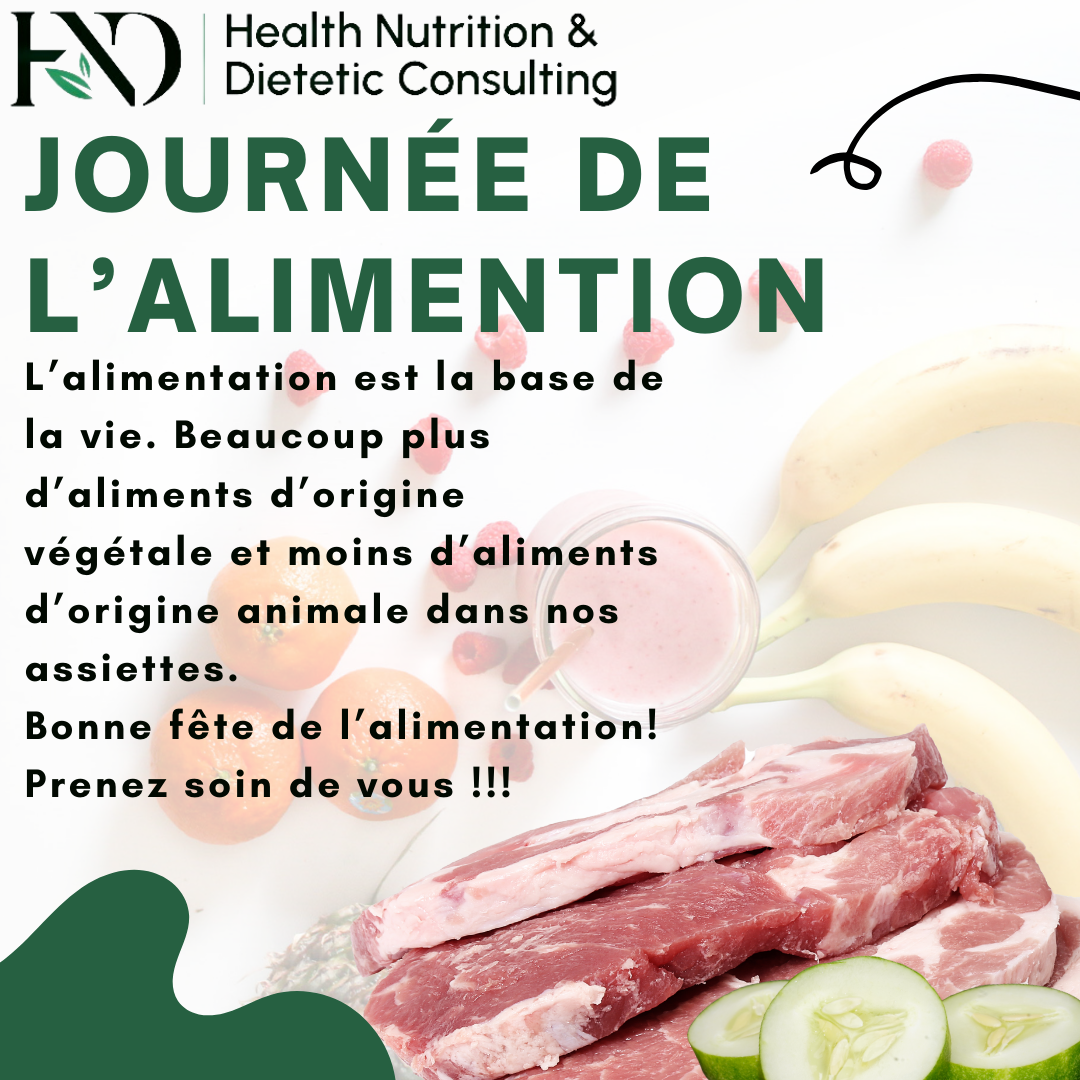 HND
Health Nutrition &
Dietetic Consulting
JOURNÉE DE
L’ALIMENTION
L’alimentation est la base de
la vie. Beaucoup plus
d’aliments d’origine
végétale et moins d’aliments
d’origine animale dans nos
assiettes.
Bonne fête de l’alimentation!
Prenez soin de vous !!!